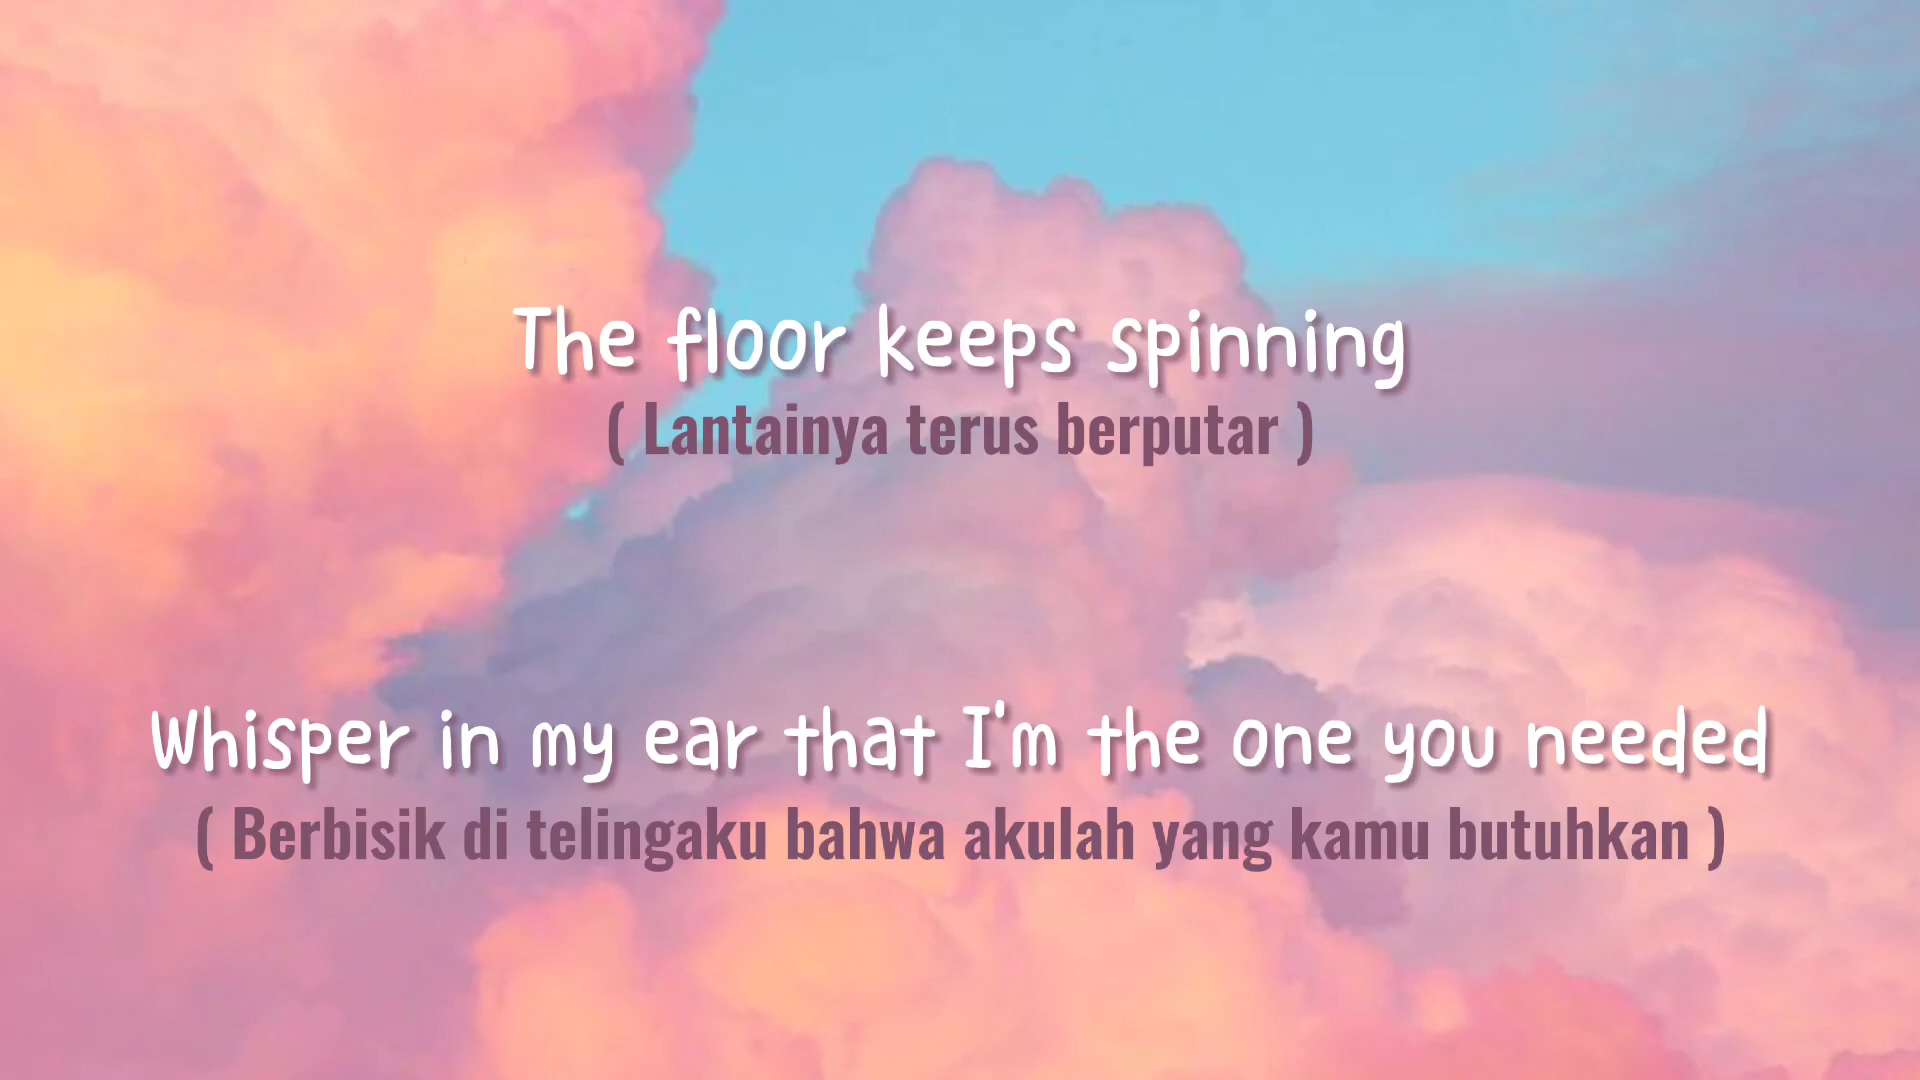 The floor keeps spinning
( Lantainya terus berputar )
Whisper in my ear that I'm the one you needed
( Berbisik di telingaku bahwa akulah yang kamu butuhkan )